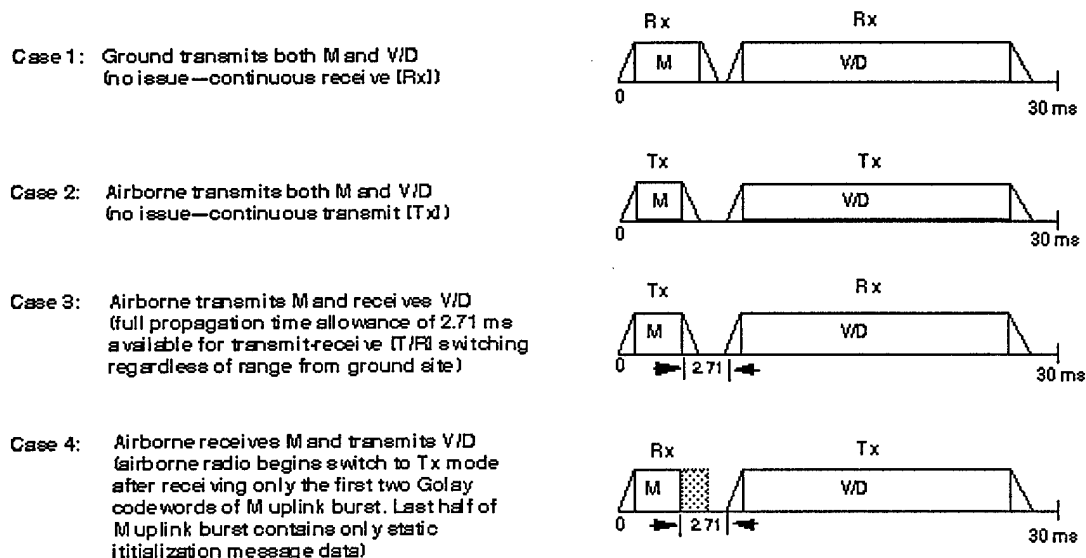 Case 1: Ground transmits both M and V/D
(no issue—continuous receive [Rx])
Rx Rx
M V/D
0
30 ms
Case 2: Airborne transmits both M and V/D
(no issue—continuous transmit [Tx])
Tx Tx
M V/D
0
30 ms
Case 3: Airborne transmits M and receives V/D
(full propagation time allowance of 2.71 ms
available for transmit-receive [T/R] switching
regardless of range from ground site)
Tx Rx
M V/D
0 2.71
30 ms
Case 4: Airborne receives M and transmits V/D
(airborne radio begins switch to Tx mode
after receiving only the first two Golay
codewords of M uplink burst. Last half of
M uplink burst contains only static
ititialization message data)
Rx Tx
M V/D
0 2.71
30 ms